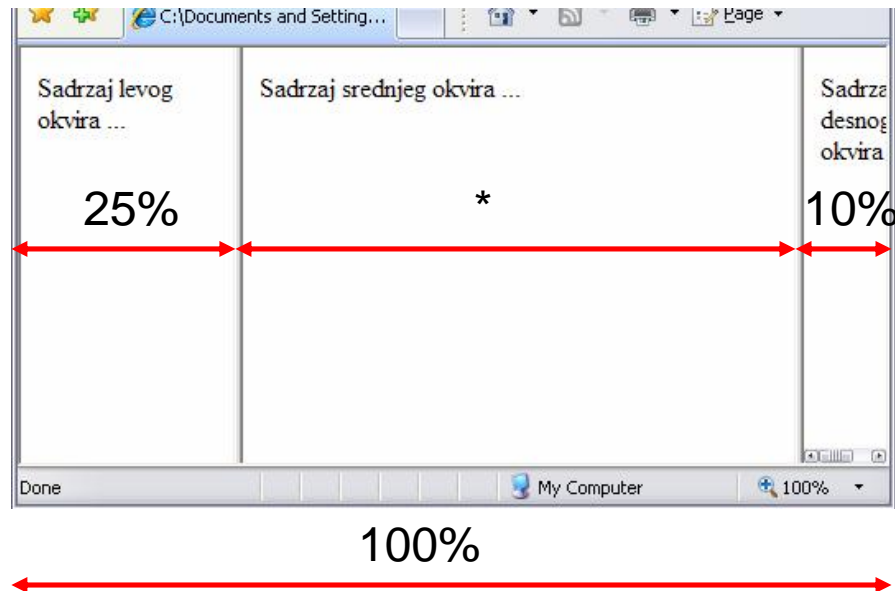 C:\Documents and Setting...
Page
Sadrzaj levog
okvira ...
Sadrzaj srednjeg okvira ...
Sadrza
desnog
okvira
25%
*
10%
Done
My Computer
100%
100%